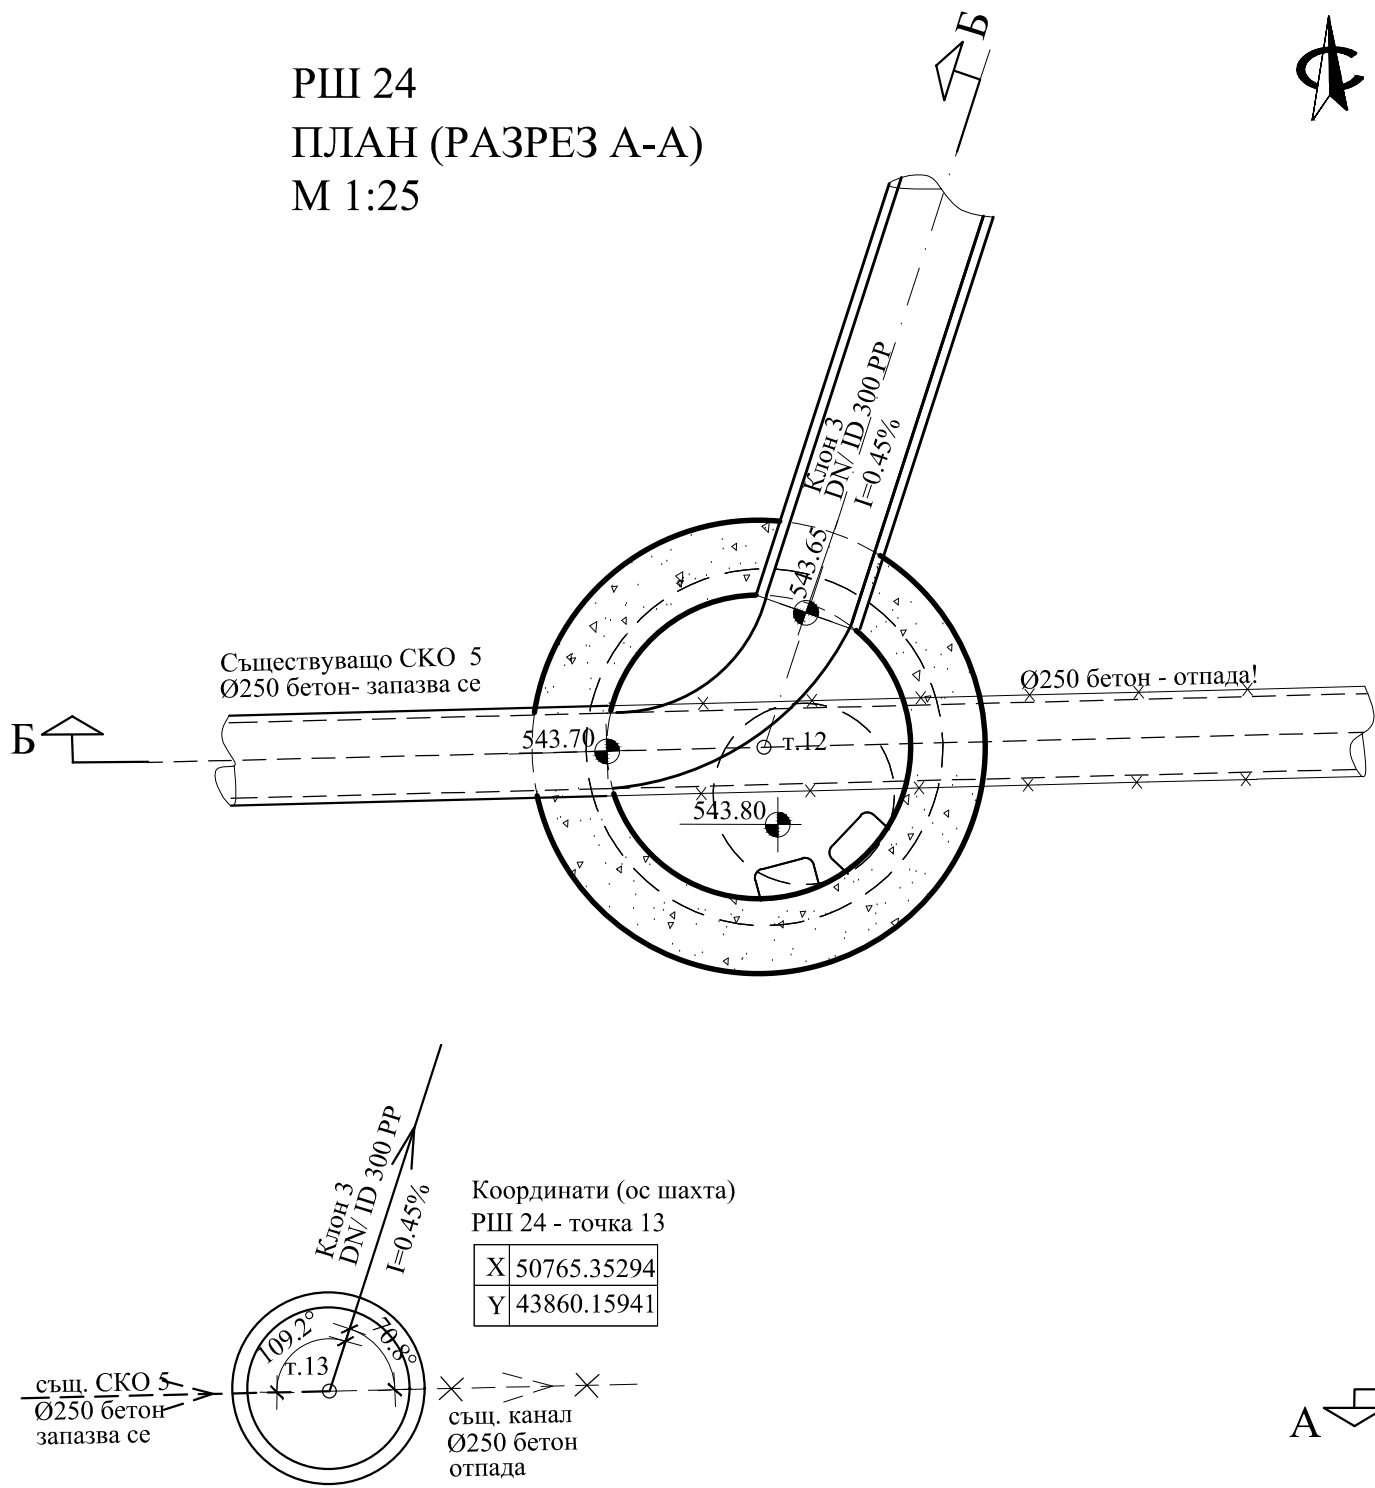 РШ 24
ПЛАН (РАЗРЕЗ А-А)
М 1:25
Б
Клон 3
DN/ ID 300 PP
I=0.45%
543.65
Съществуващо СКО 5
Ø250 бетон- запазва се
Ø250 бетон - отпада!
Б
543.70
т.12
543.80
Клон 3
DN/ ID 300 PP
I=0.45%
Координати (ос шахта)
РШ 24 - точка 13
X 50765.35294
Y 43860.15941
109.2°
70.8°
т.13
същ. СКО 5
Ø250 бетон
запазва се
същ. канал
Ø250 бетон
отпада
А